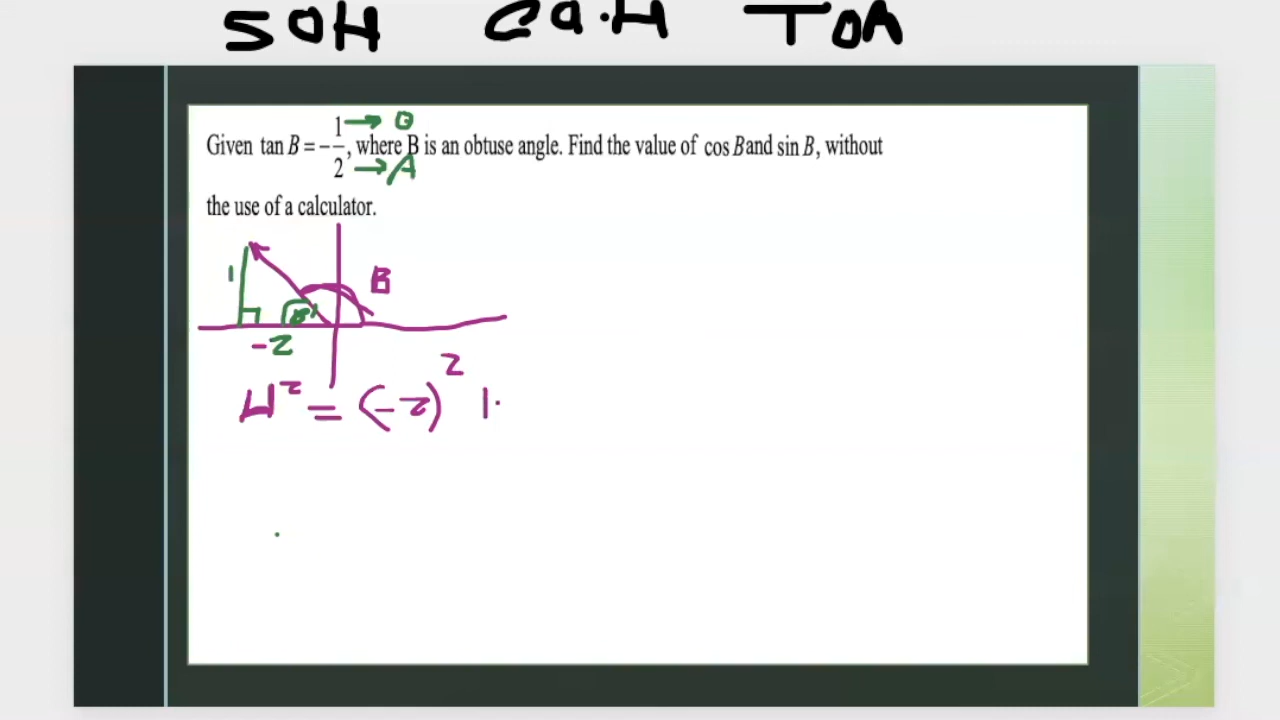 SOH CAH TOA
Given tan B = -1/2, where B is an obtuse angle. Find the value of cos B and sin B, without
→ O
→ A
the use of a calculator.
B
1
-2
H² = (-2)² 1